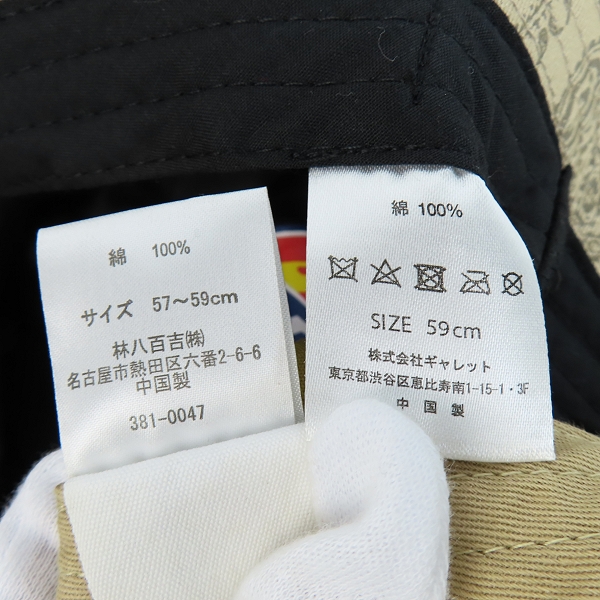 綿 100%
サイズ 57～59cm
林八百吉㈱
名古屋市熱田区六番2-6-6
中国製
381-0047
綿 100%
SIZE 59cm
株式会社ギャレット
東京都渋谷区恵比寿南1-15-1・3F
中国製